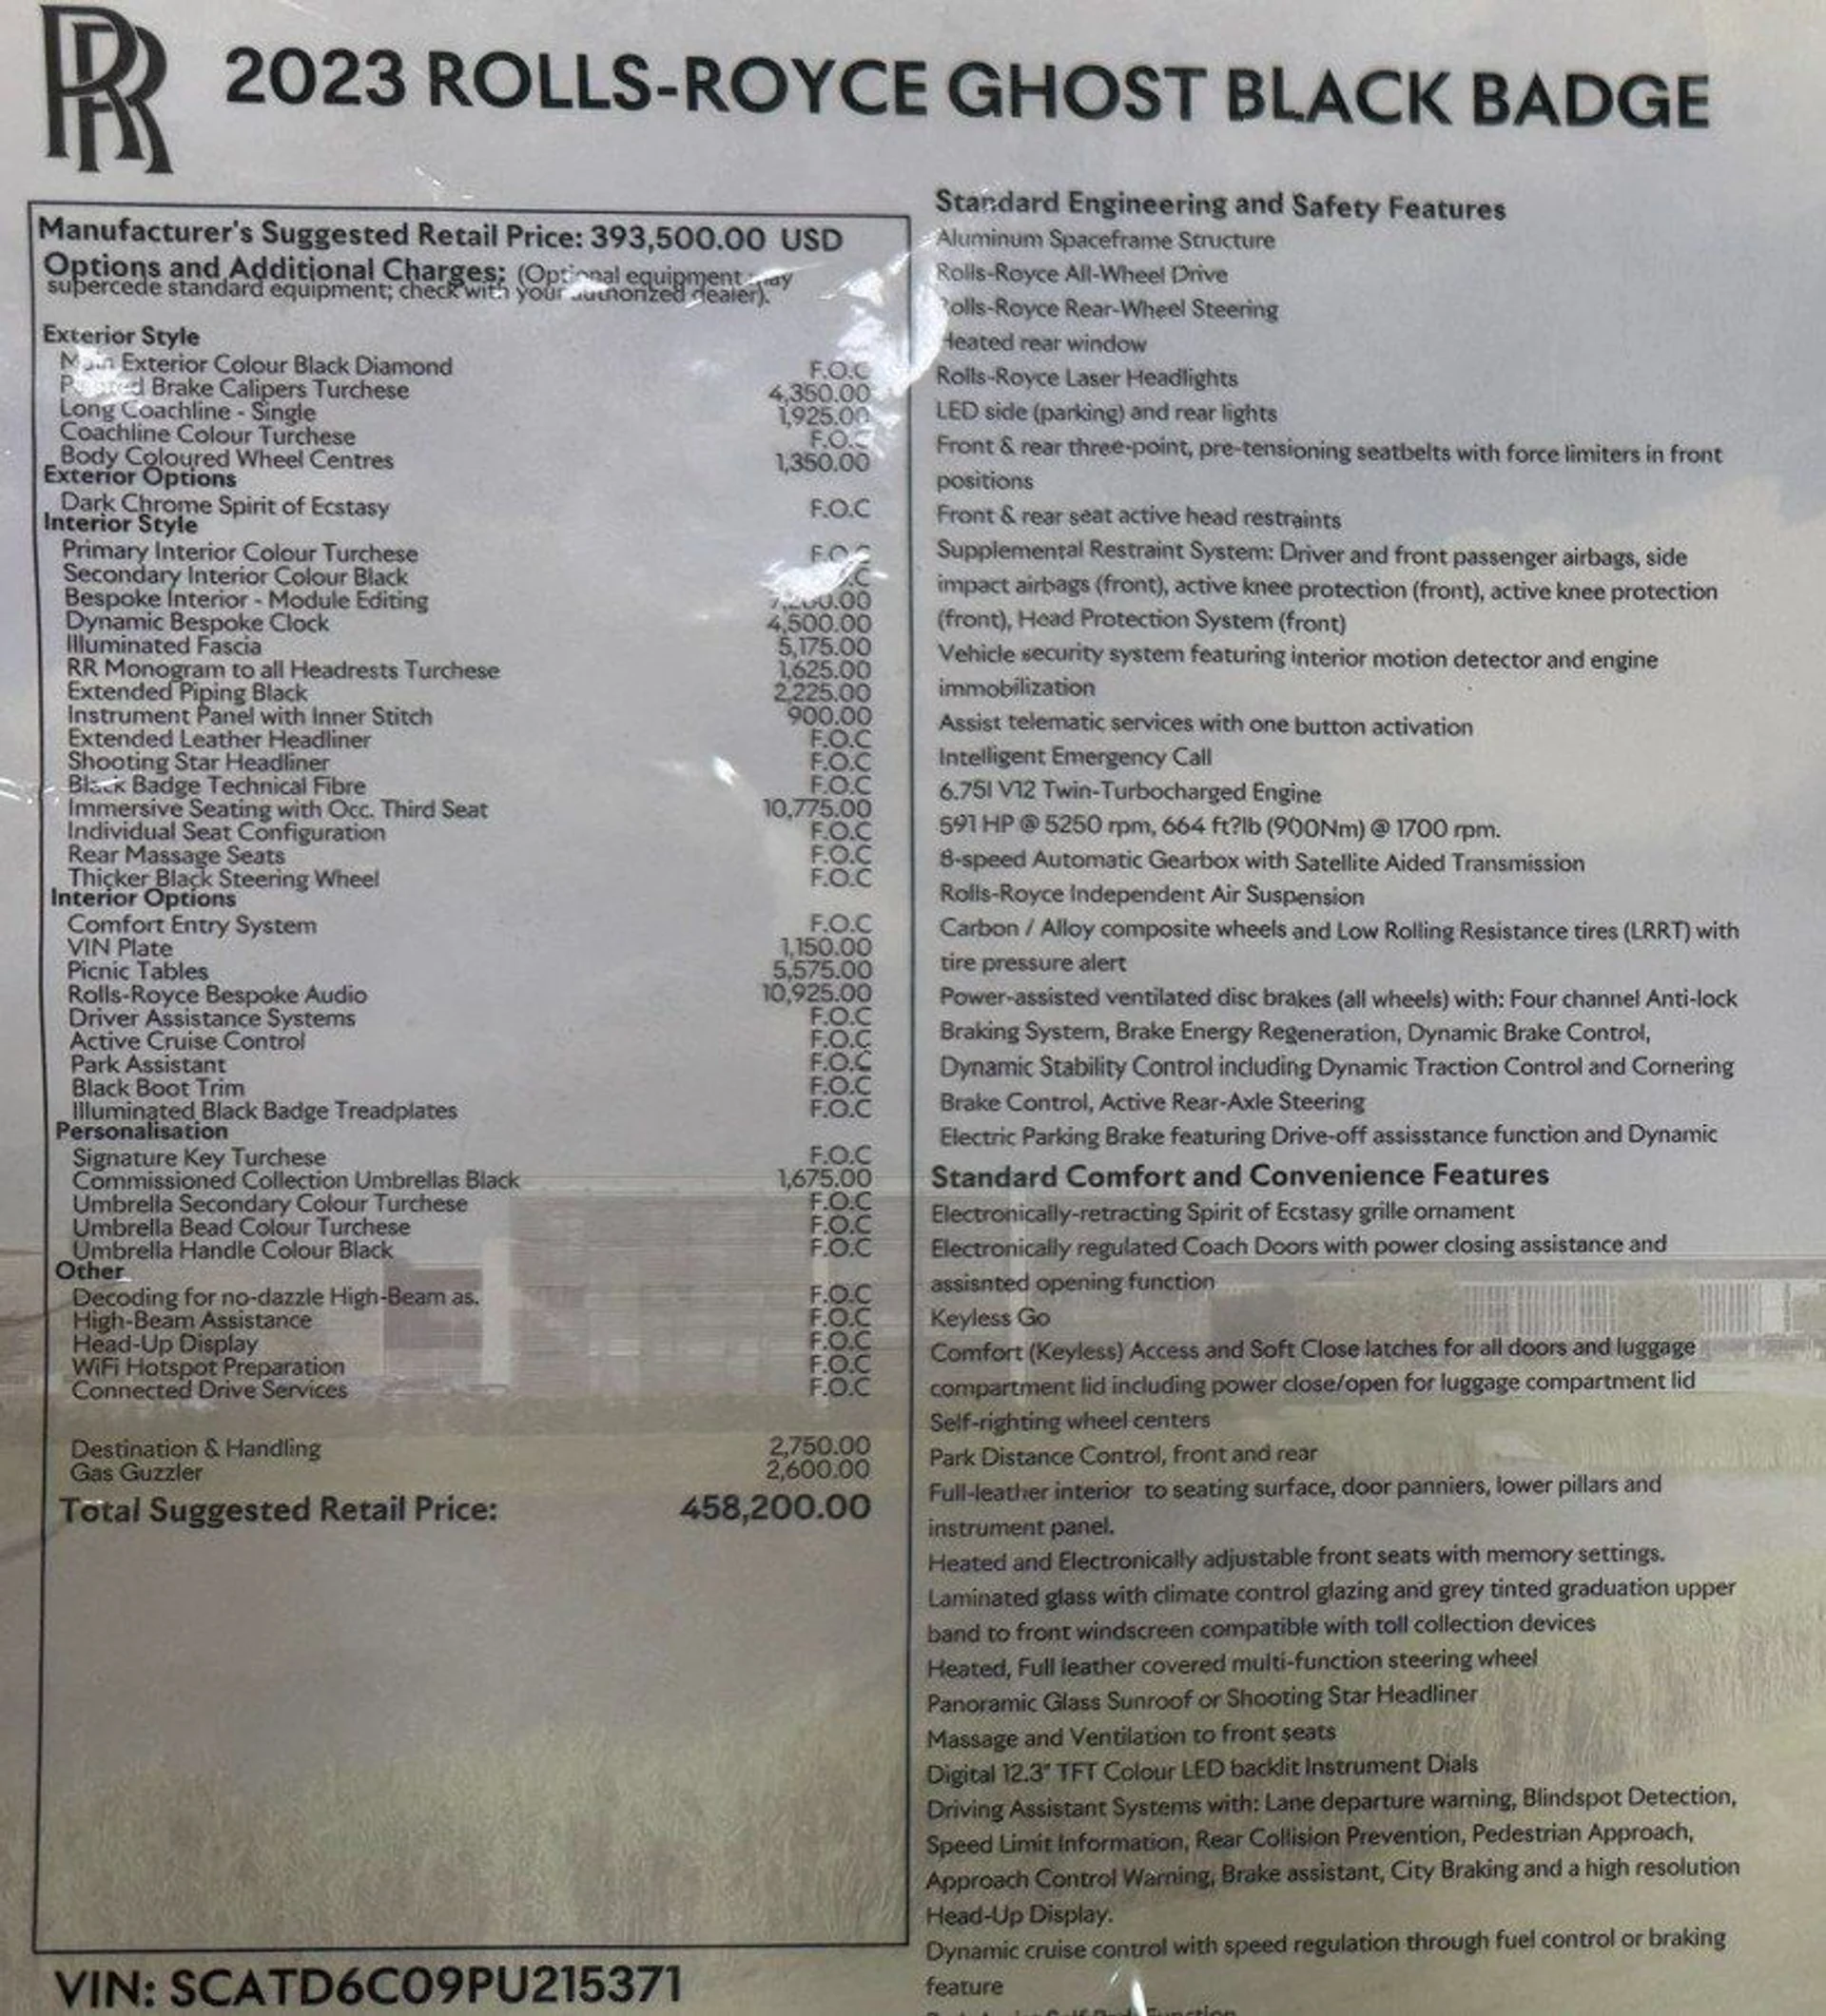 RR
2023 ROLLS-ROYCE GHOST BLACK BADGE
Manufacturer's Suggested Retail Price: 393,500.00 USD
Options and Additional Charges: (Optional equipment may
supercede standard equipment; check with your authorized dealer).
Exterior Style
Main Exterior Colour Black Diamond F.O.C
Painted Brake Calipers Turchese 4,350.00
Long Coachline - Single 1,925.00
Coachline Colour Turchese F.O.C
Body Coloured Wheel Centres 1,350.00
Exterior Options
Dark Chrome Spirit of Ecstasy F.O.C
Interior Style
Primary Interior Colour Turchese F.O.C
Secondary Interior Colour Black
Bespoke Interior - Module Editing
Dynamic Bespoke Clock 4,500.00
Illuminated Fascia 5,175.00
RR Monogram to all Headrests Turchese 1,625.00
Extended Piping Black 2,225.00
Instrument Panel with Inner Stitch 900.00
Extended Leather Headliner F.O.C
Shooting Star Headliner F.O.C
Black Badge Technical Fibre F.O.C
Immersive Seating with Occ. Third Seat 10,775.00
Individual Seat Configuration F.O.C
Rear Massage Seats F.O.C
Thicker Black Steering Wheel F.O.C
Interior Options
Comfort Entry System F.O.C
VIN Plate 1,150.00
Picnic Tables 5,575.00
Rolls-Royce Bespoke Audio 10,925.00
Driver Assistance Systems F.O.C
Active Cruise Control F.O.C
Park Assistant F.O.C
Black Boot Trim F.O.C
Illuminated Black Badge Treadplates F.O.C
Personalisation
Signature Key Turchese F.O.C
Commissioned Collection Umbrellas Black 1,675.00
Umbrella Secondary Colour Turchese F.O.C
Umbrella Bead Colour Turchese F.O.C
Umbrella Handle Colour Black F.O.C
Other
Decoding for no-dazzle High-Beam as. F.O.C
High-Beam Assistance F.O.C
Head-Up Display F.O.C
WiFi Hotspot Preparation F.O.C
Connected Drive Services F.O.C
Destination & Handling 2,750.00
Gas Guzzler 2,600.00
Total Suggested Retail Price: 458,200.00
VIN: SCATD6C09PU215371
Standard Engineering and Safety Features
Aluminum Spaceframe Structure
Rolls-Royce All-Wheel Drive
Rolls-Royce Rear-Wheel Steering
Heated rear window
Rolls-Royce Laser Headlights
LED side (parking) and rear lights
Front & rear three-point, pre-tensioning seatbelts with force limiters in front
positions
Front & rear seat active head restraints
Supplemental Restraint System: Driver and front passenger airbags, side
impact airbags (front), active knee protection (front), active knee protection
(front), Head Protection System (front)
Vehicle security system featuring interior motion detector and engine
immobilization
Assist telematic services with one button activation
Intelligent Emergency Call
6.75l V12 Twin-Turbocharged Engine
591 HP @ 5250 rpm, 664 ft?lb (900Nm) @ 1700 rpm.
8-speed Automatic Gearbox with Satellite Aided Transmission
Rolls-Royce Independent Air Suspension
Carbon / Alloy composite wheels and Low Rolling Resistance tires (LRRT) with
tire pressure alert
Power-assisted ventilated disc brakes (all wheels) with: Four channel Anti-lock
Braking System, Brake Energy Regeneration, Dynamic Brake Control,
Dynamic Stability Control including Dynamic Traction Control and Cornering
Brake Control, Active Rear-Axle Steering
Electric Parking Brake featuring Drive-off assisstance function and Dynamic
Standard Comfort and Convenience Features
Electronically-retracting Spirit of Ecstasy grille ornament
Electronically regulated Coach Doors with power closing assistance and
assisnted opening function
Keyless Go
Comfort (Keyless) Access and Soft Close latches for all doors and luggage
compartment lid including power close/open for luggage compartment lid
Self-righting wheel centers
Park Distance Control, front and rear
Full-leather interior to seating surface, door panniers, lower pillars and
instrument panel.
Heated and Electronically adjustable front seats with memory settings.
Laminated glass with climate control glazing and grey tinted graduation upper
band to front windscreen compatible with toll collection devices
Heated, Full leather covered multi-function steering wheel
Panoramic Glass Sunroof or Shooting Star Headliner
Massage and Ventilation to front seats
Digital 12.3" TFT Colour LED backlit Instrument Dials
Driving Assistant Systems with: Lane departure warning, Blindspot Detection,
Speed Limit Information, Rear Collision Prevention, Pedestrian Approach,
Approach Control Warning, Brake assistant, City Braking and a high resolution
Head-Up Display.
Dynamic cruise control with speed regulation through fuel control or braking
feature